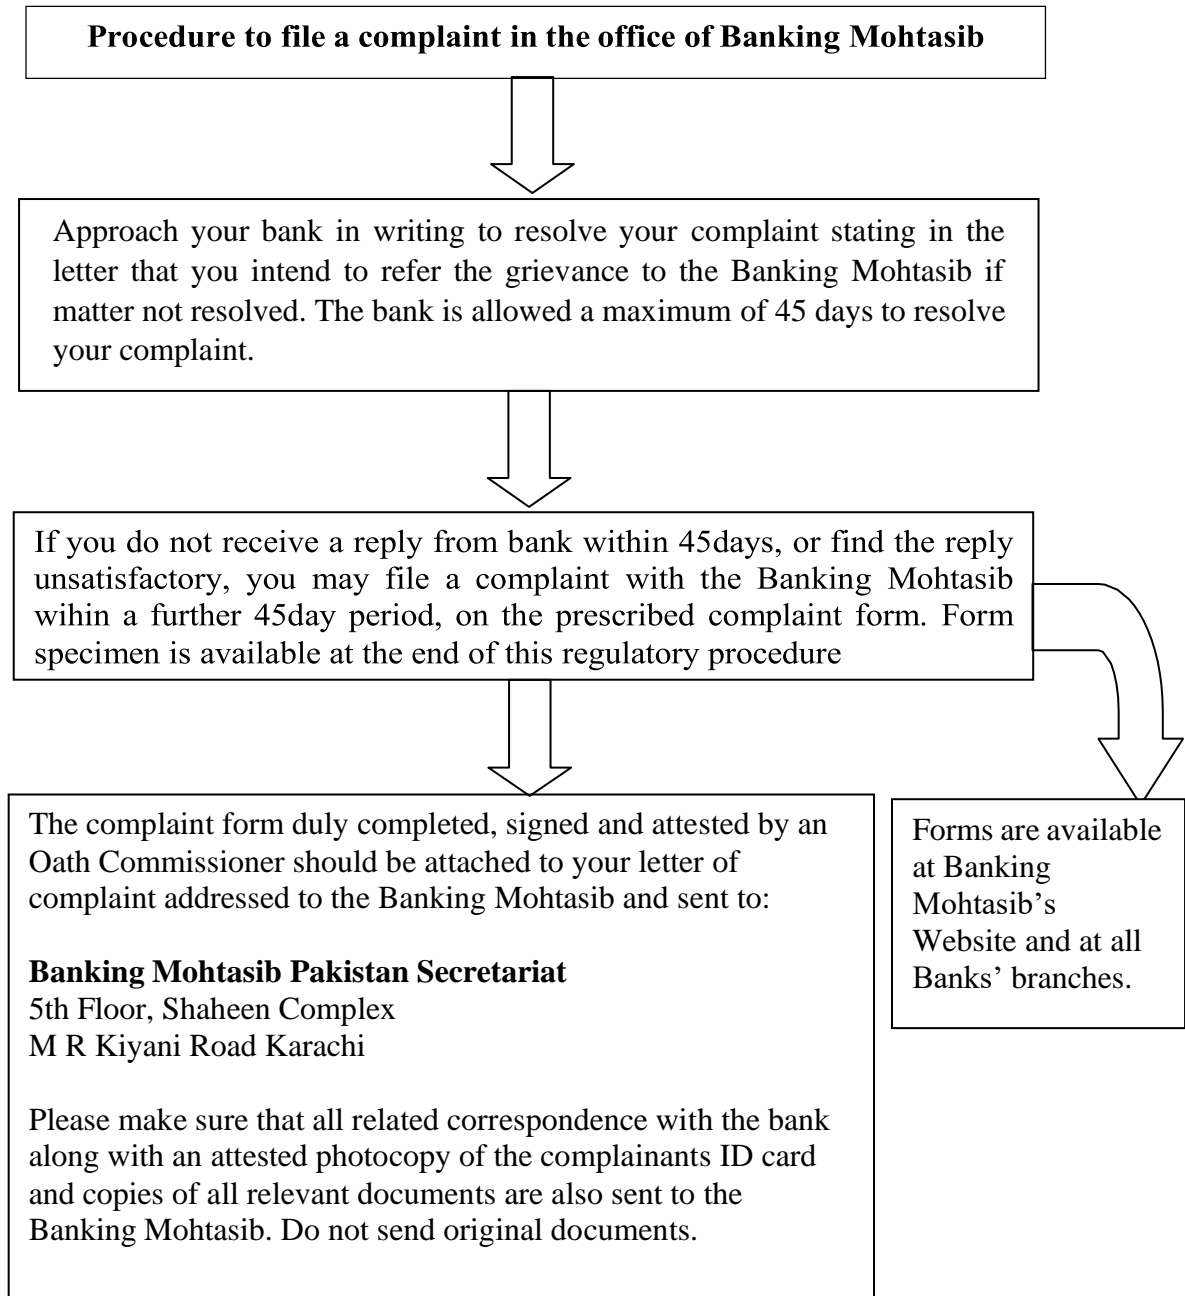 Procedure to file a complaint in the office of Banking Mohtasib
Approach your bank in writing to resolve your complaint stating in the
letter that you intend to refer the grievance to the Banking Mohtasib if
matter not resolved. The bank is allowed a maximum of 45 days to resolve
your complaint.
If you do not receive a reply from bank within 45days, or find the reply
unsatisfactory, you may file a complaint with the Banking Mohtasib
wihin a further 45day period, on the prescribed complaint form. Form
specimen is available at the end of this regulatory procedure
The complaint form duly completed, signed and attested by an
Oath Commissioner should be attached to your letter of
complaint addressed to the Banking Mohtasib and sent to:
Banking Mohtasib Pakistan Secretariat
5th Floor, Shaheen Complex
M R Kiyani Road Karachi
Please make sure that all related correspondence with the bank
along with an attested photocopy of the complainants ID card
and copies of all relevant documents are also sent to the
Banking Mohtasib. Do not send original documents.
Forms are available
at Banking
Mohtasib’s
Website and at all
Banks’ branches.